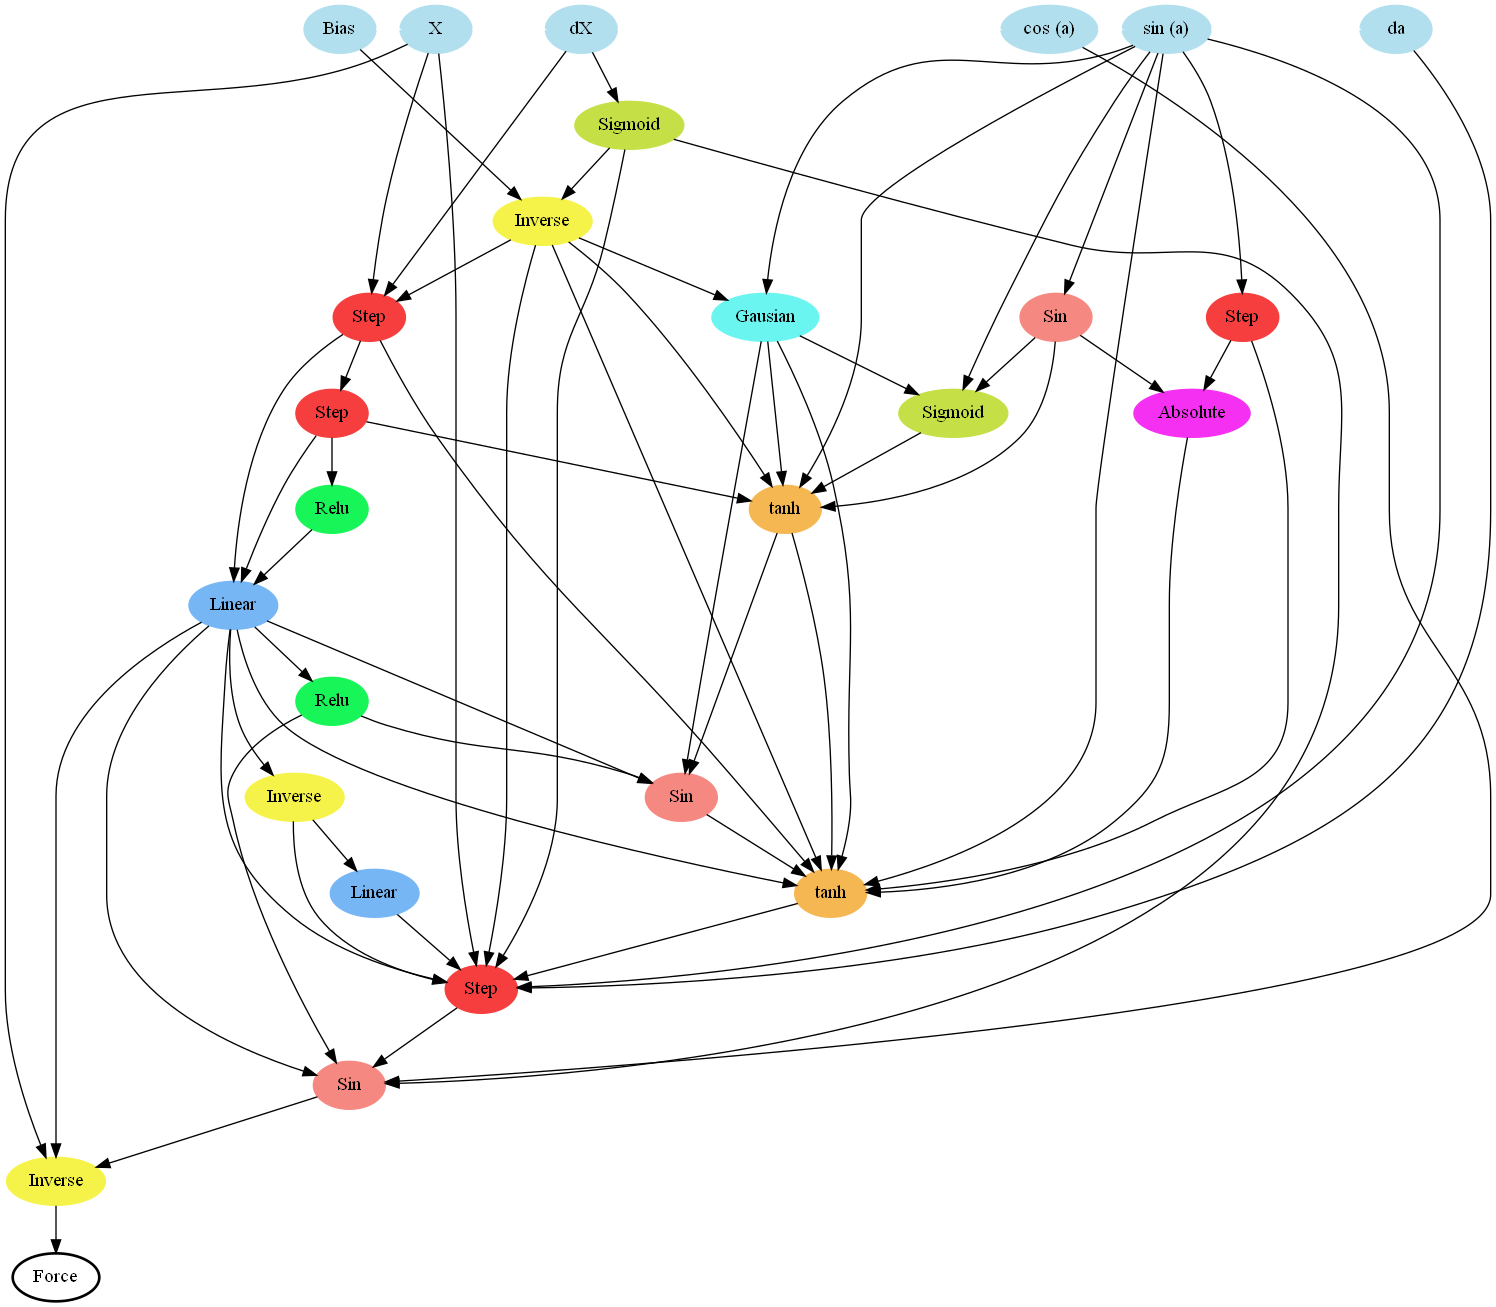 Bias
X
dX
cos (a)
sin (a)
da
Sigmoid
Inverse
Step
Gausian
Sin
Step
Step
Sigmoid
Absolute
Relu
tanh
Linear
Relu
Inverse
Sin
Linear
tanh
Step
Sin
Inverse
Force